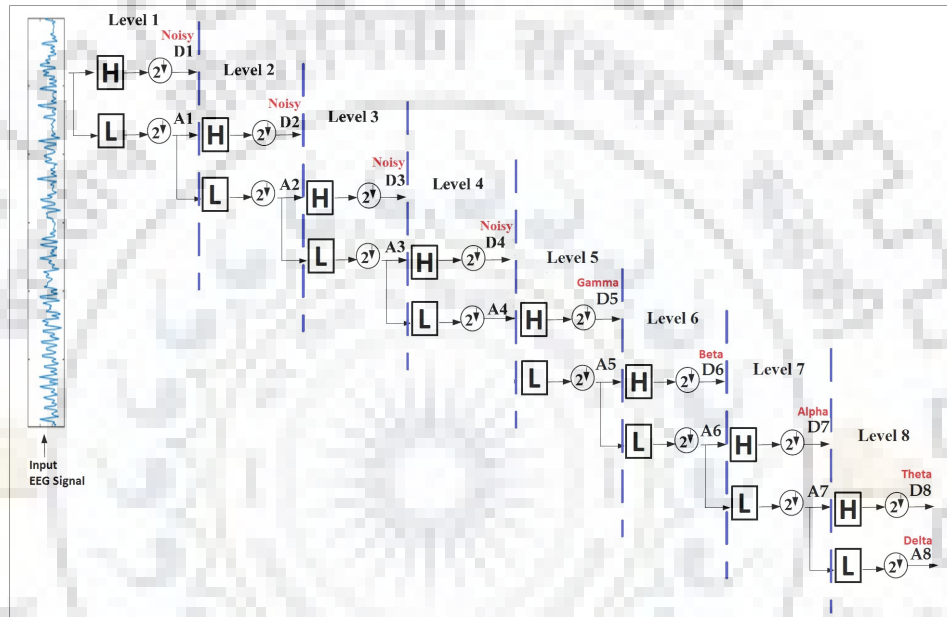 Level 1
Noisy
D1
H
2
Level 2
L
2
A1
Noisy
D2
H
2
Level 3
L
2
A2
Noisy
D3
H
2
Level 4
L
2
A3
Noisy
D4
H
2
Level 5
L
2
A4
Gamma
D5
H
2
Level 6
L
2
A5
Beta
D6
H
2
Level 7
L
2
A6
Alpha
D7
H
2
Level 8
L
2
A7
Theta
D8
H
2
Delta
A8
L
2
Input
EEG Signal